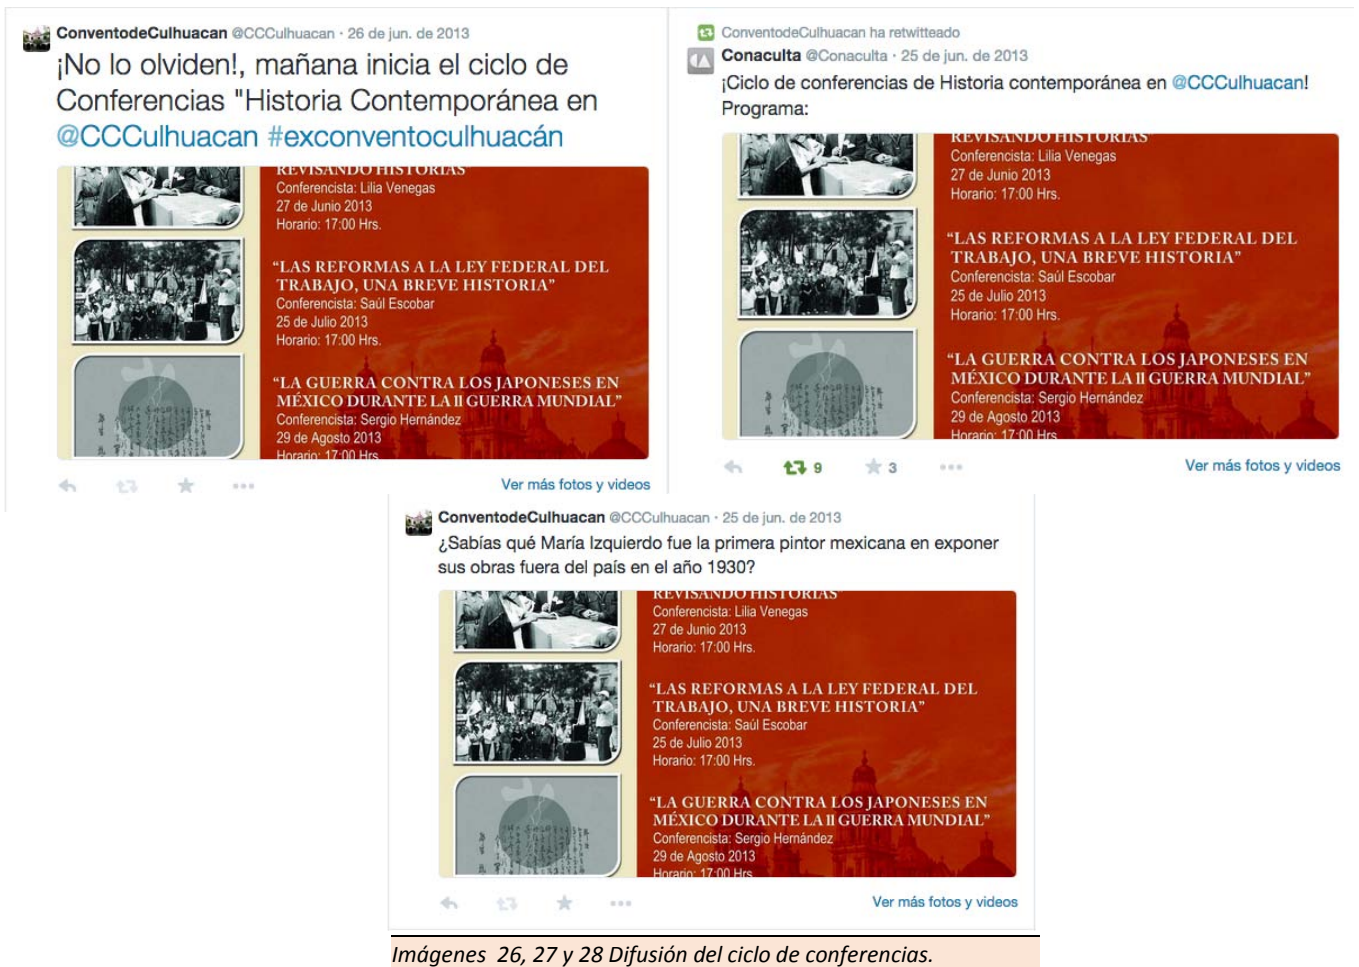 ConventodeCulhuacan @CCCulhuacan · 26 de jun. de 2013
¡No lo olviden!, mañana inicia el ciclo de
Conferencias "Historia Contemporánea en
@CCCulhuacan #exconventoculhuacán
REVISANDO HISTORIAS"
Conferencista: Lilia Venegas
27 de Junio 2013
Horario: 17:00 Hrs.
"LAS REFORMAS A LA LEY FEDERAL DEL
TRABAJO, UNA BREVE HISTORIA"
Conferencista: Saúl Escobar
25 de Julio 2013
Horario: 17:00 Hrs.
"LA GUERRA CONTRA LOS JAPONESES EN
MÉXICO DURANTE LA II GUERRA MUNDIAL"
Conferencista: Sergio Hernández
29 de Agosto 2013
Horario: 17:00 Hrs
Ver más fotos y videos
ConventodeCulhuacan ha retwitteado
Conaculta @Conaculta · 25 de jun. de 2013
¡Ciclo de conferencias de Historia contemporánea en @CCCulhuacan!
Programa:
REVISANDO HISTORIAS"
Conferencista: Lilia Venegas
27 de Junio 2013
Horario: 17:00 Hrs.
"LAS REFORMAS A LA LEY FEDERAL DEL
TRABAJO, UNA BREVE HISTORIA"
Conferencista: Saúl Escobar
25 de Julio 2013
Horario: 17:00 Hrs.
"LA GUERRA CONTRA LOS JAPONESES EN
MÉXICO DURANTE LA II GUERRA MUNDIAL"
Conferencista: Sergio Hernández
29 de Agosto 2013
Horario: 17:00 Hrs
9 3
Ver más fotos y videos
ConventodeCulhuacan @CCCulhuacan · 25 de jun. de 2013
¿Sabías qué María Izquierdo fue la primera pintor mexicana en exponer
sus obras fuera del país en el año 1930?
REVISANDO HISTORIAS"
Conferencista: Lilia Venegas
27 de Junio 2013
Horario: 17:00 Hrs.
"LAS REFORMAS A LA LEY FEDERAL DEL
TRABAJO, UNA BREVE HISTORIA"
Conferencista: Saúl Escobar
25 de Julio 2013
Horario: 17:00 Hrs.
"LA GUERRA CONTRA LOS JAPONESES EN
MÉXICO DURANTE LA II GUERRA MUNDIAL"
Conferencista: Sergio Hernández
29 de Agosto 2013
Horario: 17:00 Hrs
Ver más fotos y videos
Imágenes 26, 27 y 28 Difusión del ciclo de conferencias.